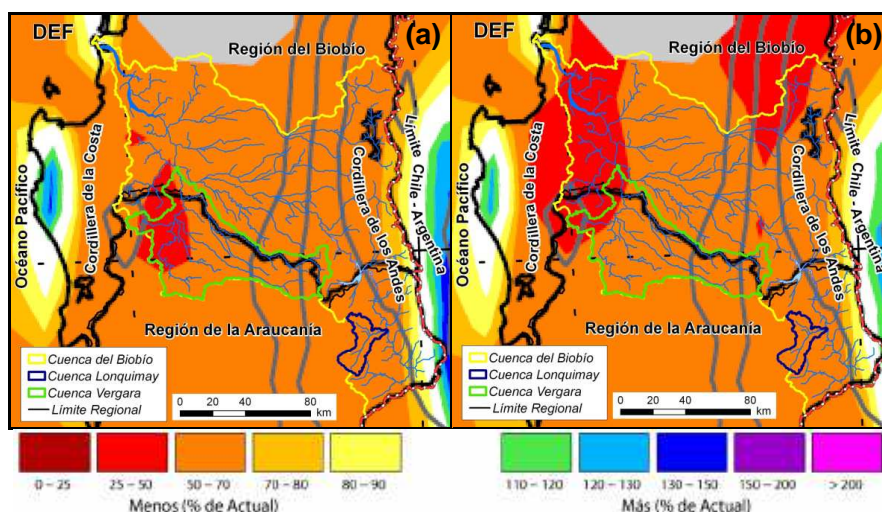 DEF
Región del Biobío
(a)
Océano Pacífico
Cordillera de la Costa
Cordillera de los Andes
Límite Chile - Argentina
Región de la Araucanía
Cuenca del Biobío
Cuenca Lonquimay
Cuenca Vergara
Límite Regional
0 20 40 80
km
DEF
Región del Biobío
(b)
Océano Pacífico
Cordillera de la Costa
Cordillera de los Andes
Límite Chile - Argentina
Región de la Araucanía
Cuenca del Biobío
Cuenca Lonquimay
Cuenca Vergara
Límite Regional
0 20 40 80
km
0 – 25 25 – 50 50 – 70 70 – 80 80 – 90
Menos (% de Actual)
110 – 120 120–130 130 – 150 150 – 200 > 200
Más (% de Actual)